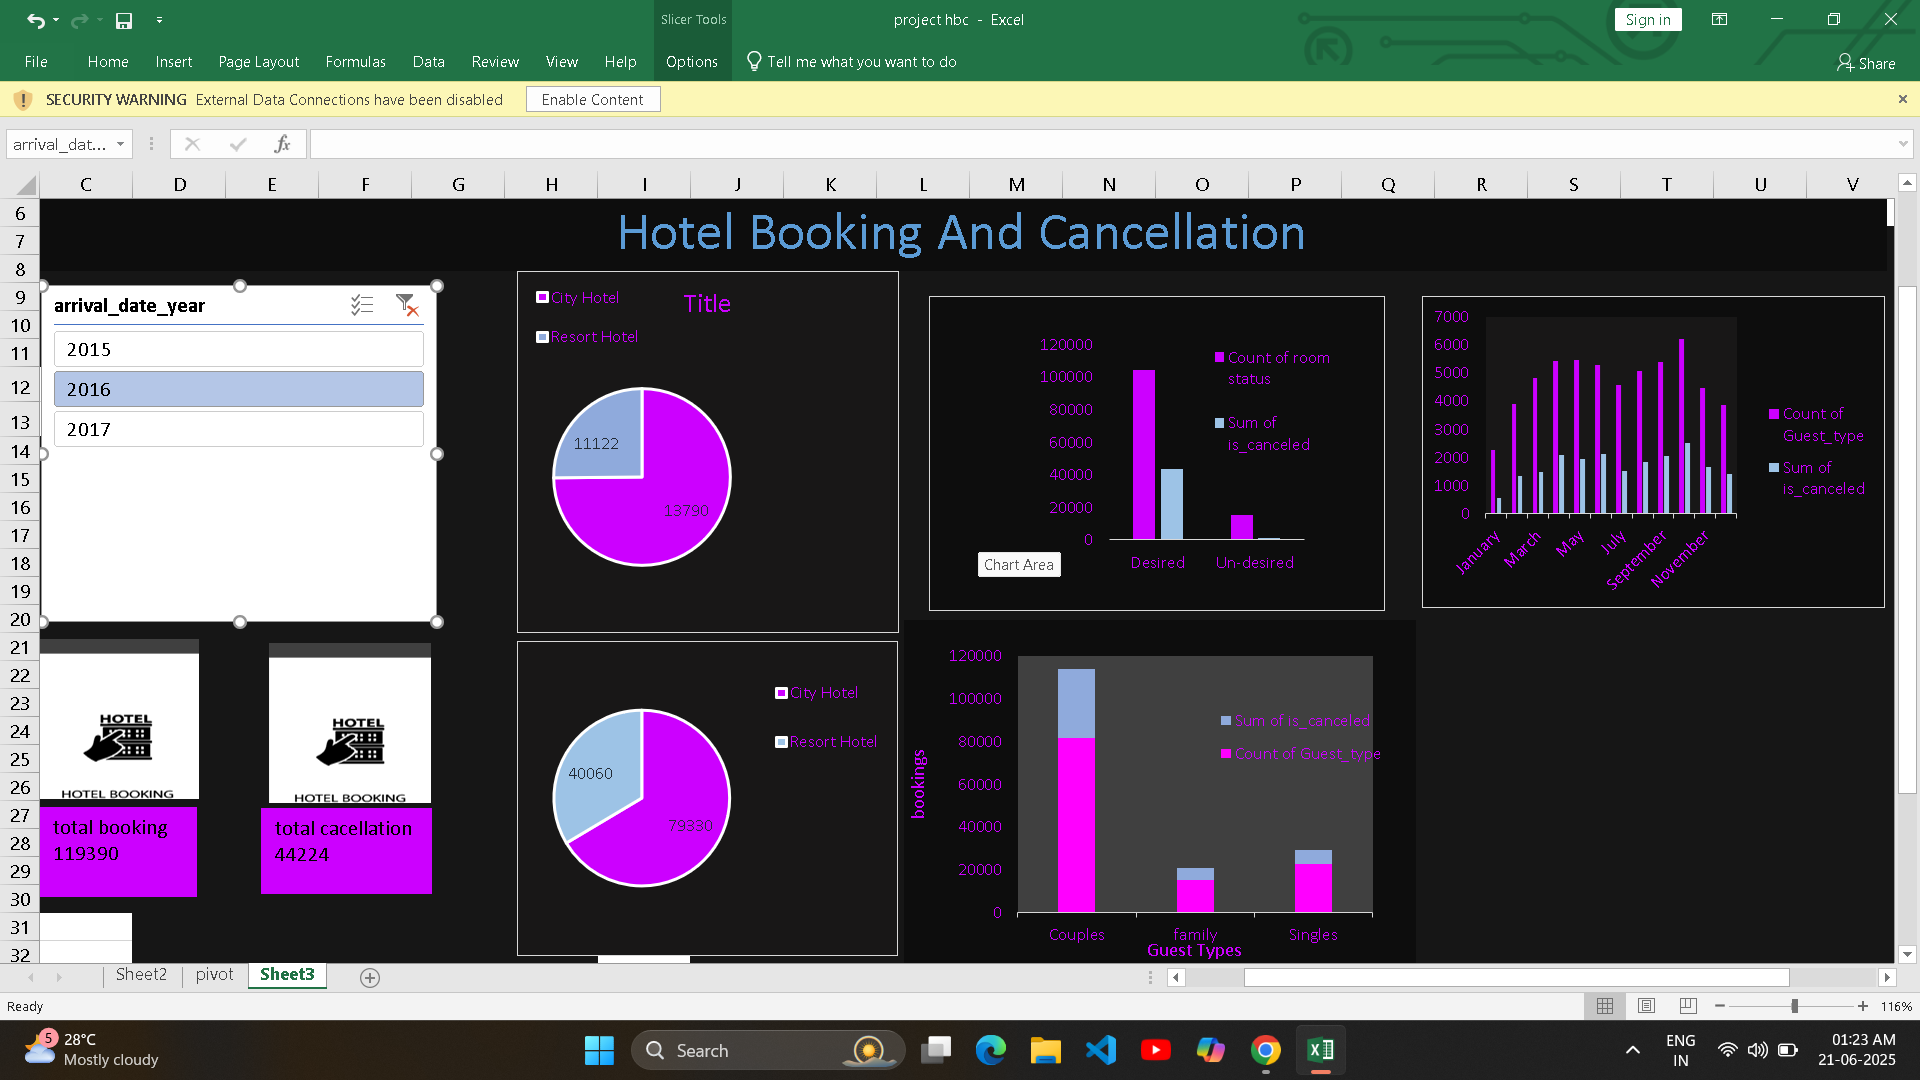 Slicer Tools
project hbc - Excel
Sign in
File Home Insert Page Layout Formulas Data Review View Help Options Tell me what you want to do
Share
SECURITY WARNING External Data Connections have been disabled Enable Content
arrival_dat...
fx
C D E F G H I J K L M N O P Q R S T U V
6
7
8
9
10
11
12
13
14
15
16
17
18
19
20
21
22
23
24
25
26
27
28
29
30
31
32
Hotel Booking And Cancellation
arrival_date_year
2015
2016
2017
City Hotel
Title
Resort Hotel
11122
13790
120000
100000
80000
60000
40000
20000
0
Count of room
status
Sum of
is_canceled
Desired Un-desired
Chart Area
7000
6000
5000
4000
3000
2000
1000
0
Count of
Guest_type
Sum of
is_canceled
January
March
May
July
September
November
HOTEL
HOTEL BOOKING
total booking
119390
HOTEL
HOTEL BOOKING
total cacellation
44224
City Hotel
Resort Hotel
40060
79330
120000
100000
80000
60000
40000
20000
0
bookings
Sum of is_canceled
Count of Guest_type
Couples family Singles
Guest Types
Sheet2 pivot Sheet3
Ready
116%
5
28°C
Mostly cloudy
Search
ENG
IN
01:23 AM
21-06-2025